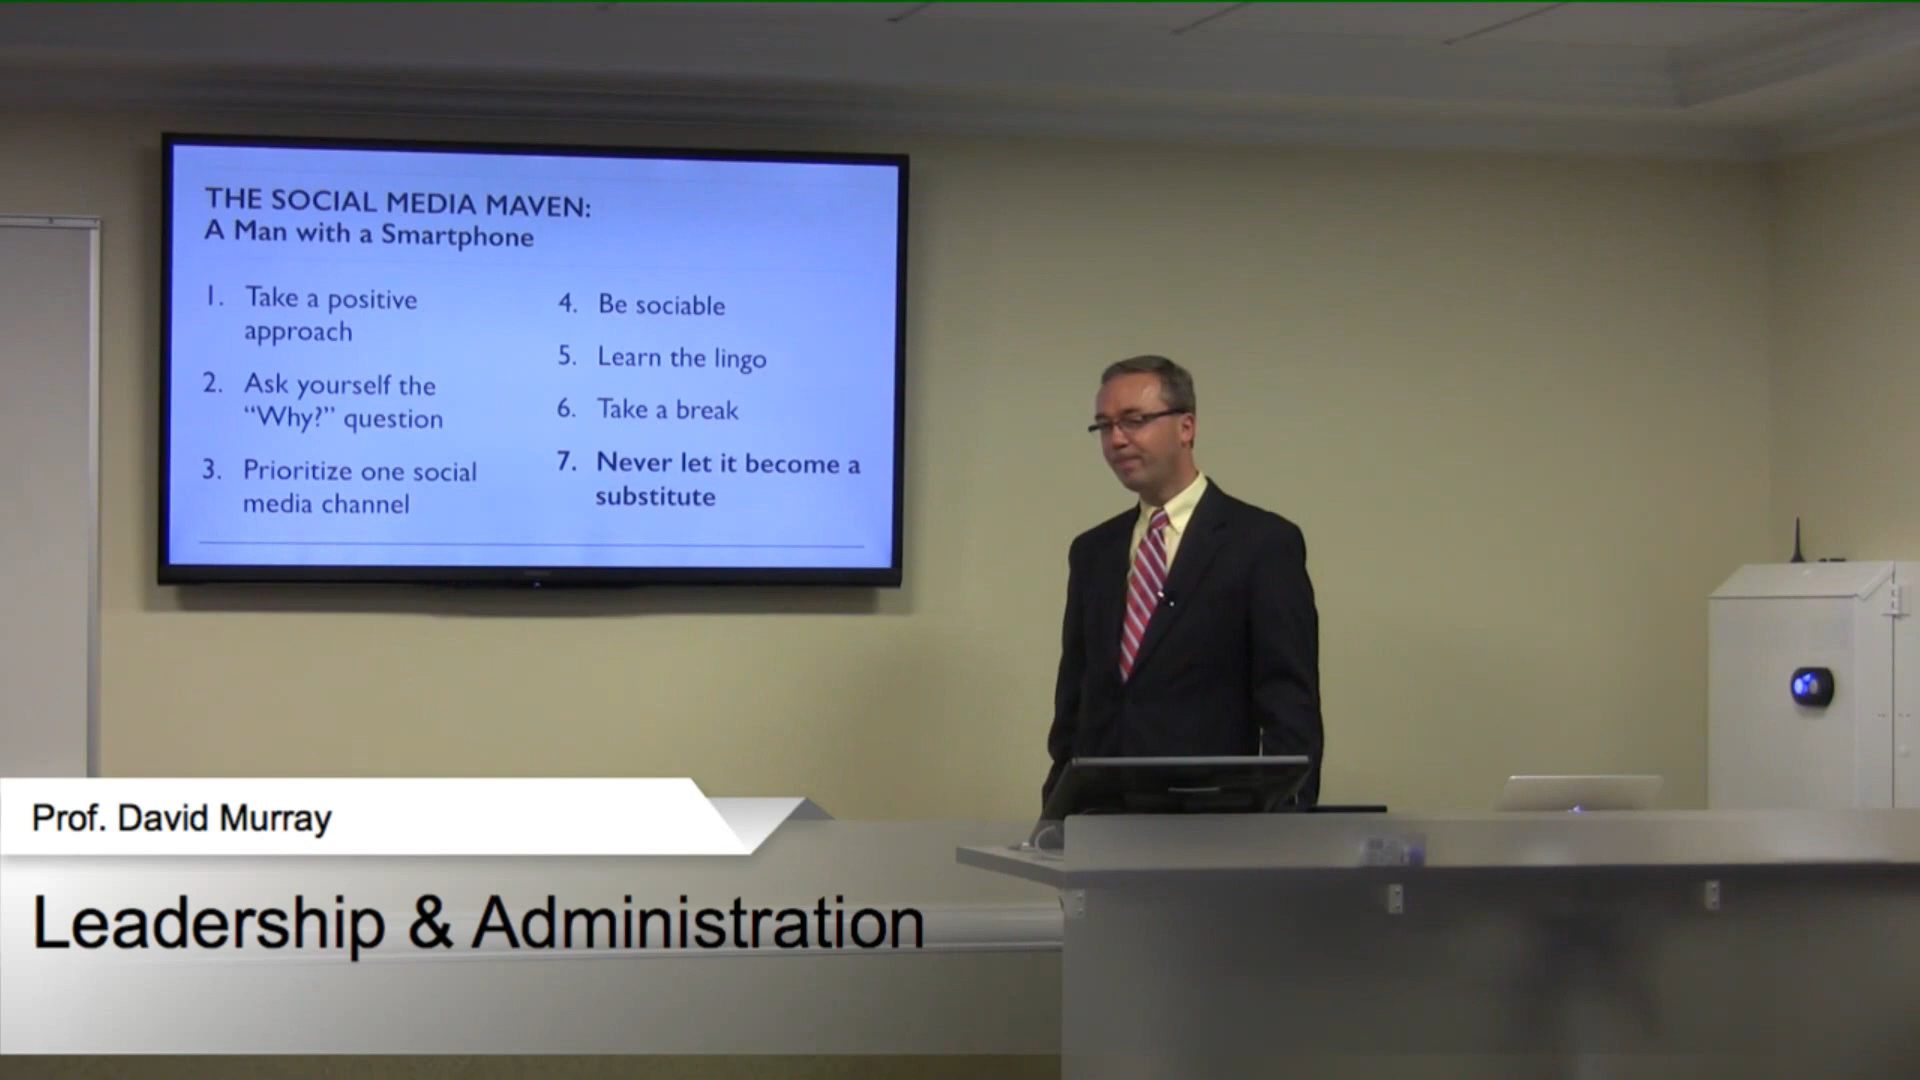 THE SOCIAL MEDIA MAVEN:
A Man with a Smartphone
1. Take a positive
approach
2. Ask yourself the
“Why?” question
3. Prioritize one social
media channel
4. Be sociable
5. Learn the lingo
6. Take a break
7. Never let it become a
substitute
Prof. David Murray
Leadership & Administration